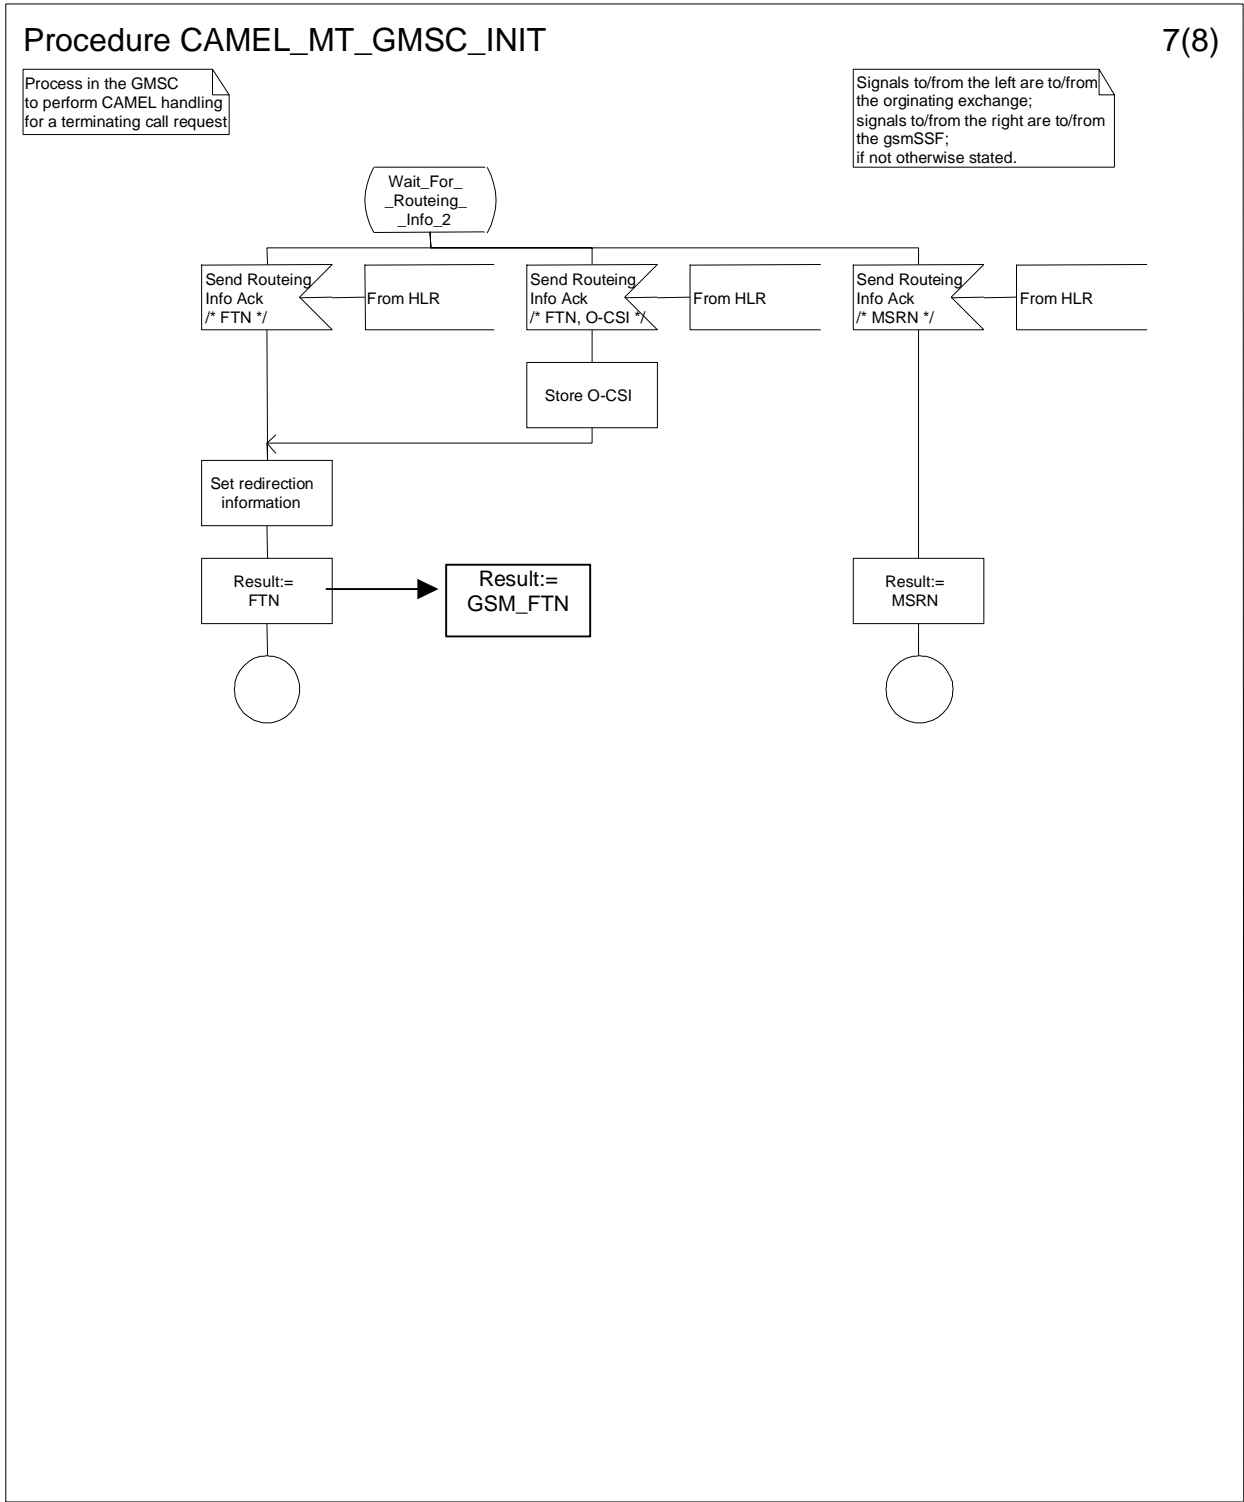 Procedure CAMEL_MT_GMSC_INIT
7(8)
Process in the GMSC
to perform CAMEL handling
for a terminating call request
Signals to/from the left are to/from
the orginating exchange;
signals to/from the right are to/from
the gsmSSF;
if not otherwise stated.
Wait_For_
_Routeing_
_Info_2
Send Routeing
Info Ack
/* FTN */
From HLR
Send Routeing
Info Ack
/* FTN, O-CSI */
From HLR
Send Routeing
Info Ack
/* MSRN */
From HLR
Store O-CSI
Set redirection
information
Result:=
FTN
Result:=
GSM_FTN
Result:=
MSRN